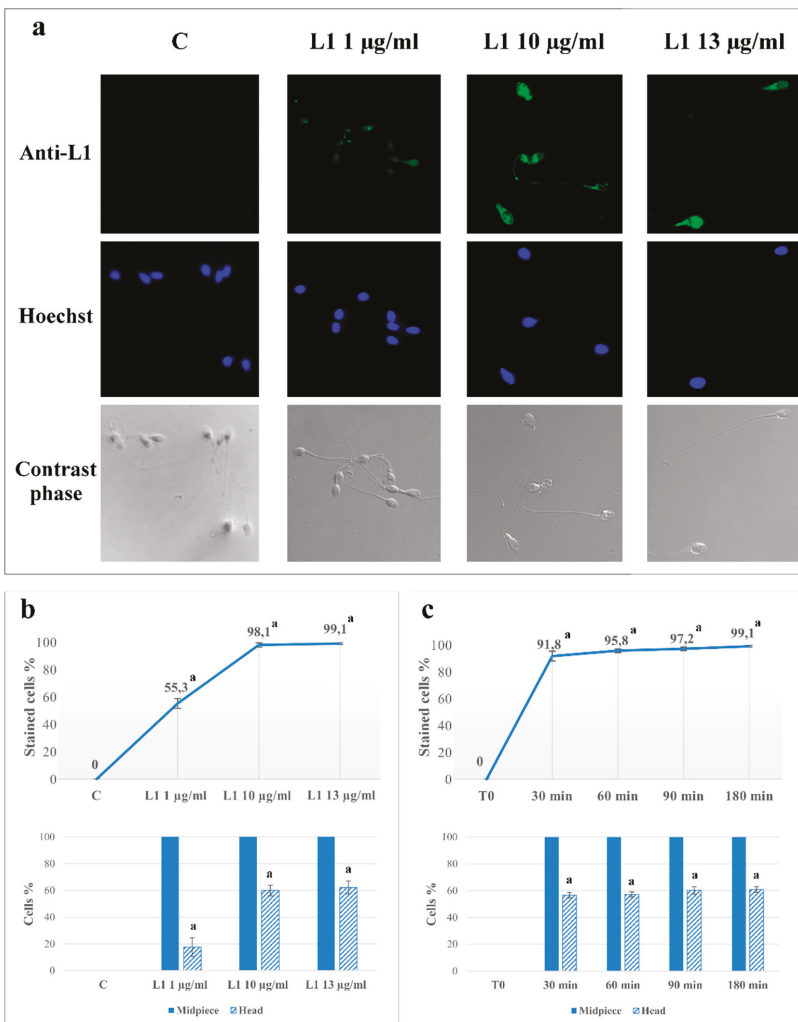 a
C
L1 1 µg/ml
L1 10 µg/ml
L1 13 µg/ml
Anti-L1
Hoechst
Contrast
phase
b
Stained cells %
100
80
60
40
20
0
0
55,3 a
98,1 a
99,1 a
C
L1 1 µg/ml
L1 10 µg/ml
L1 13 µg/ml
Cells %
100
80
60
40
20
0
a
a
a
C
L1 1 µg/ml
L1 10 µg/ml
L1 13 µg/ml
Midpiece
Head
c
Stained cells %
100
80
60
40
20
0
0
91,8 a
95,8 a
97,2 a
99,1 a
T0
30 min
60 min
90 min
180 min
Cells %
100
80
60
40
20
0
a
a
a
a
T0
30 min
60 min
90 min
180 min
Midpiece
Head